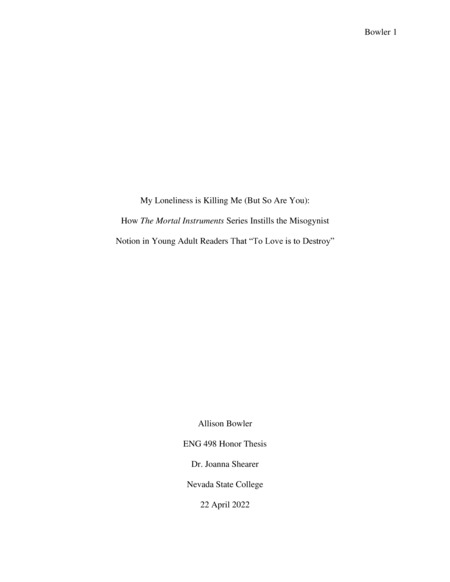 Bowler 1
My Loneliness is Killing Me (But So Are You):
How The Mortal Instruments Series Instills the Misogynist
Notion in Young Adult Readers That “To Love is to Destroy”
Allison Bowler
ENG 498 Honor Thesis
Dr. Joanna Shearer
Nevada State College
22 April 2022